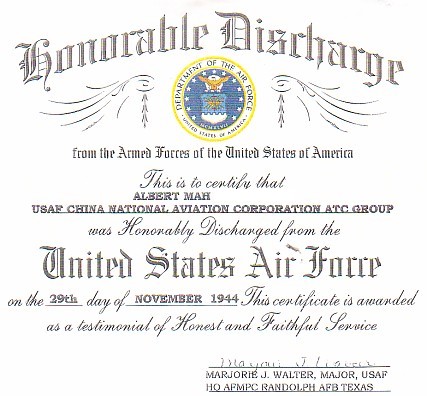 Honorable Discharge
DEPARTMENT OF THE AIR FORCE
UNITED STATES OF AMERICA
from the Armed Forces of the United States of America
This is to certify that
ALBERT MAH
USAF CHINA NATIONAL AVIATION CORPORATION ATC GROUP
was Honorably Discharged from the
United States Air Force
on the 29th day of NOVEMBER 1944 This certificate is awarded
as a testimonial of Honest and Faithful Service
MARJORIE J. WALTER, MAJOR, USAF
HQ AFMPC RANDOLPH AFB TEXAS